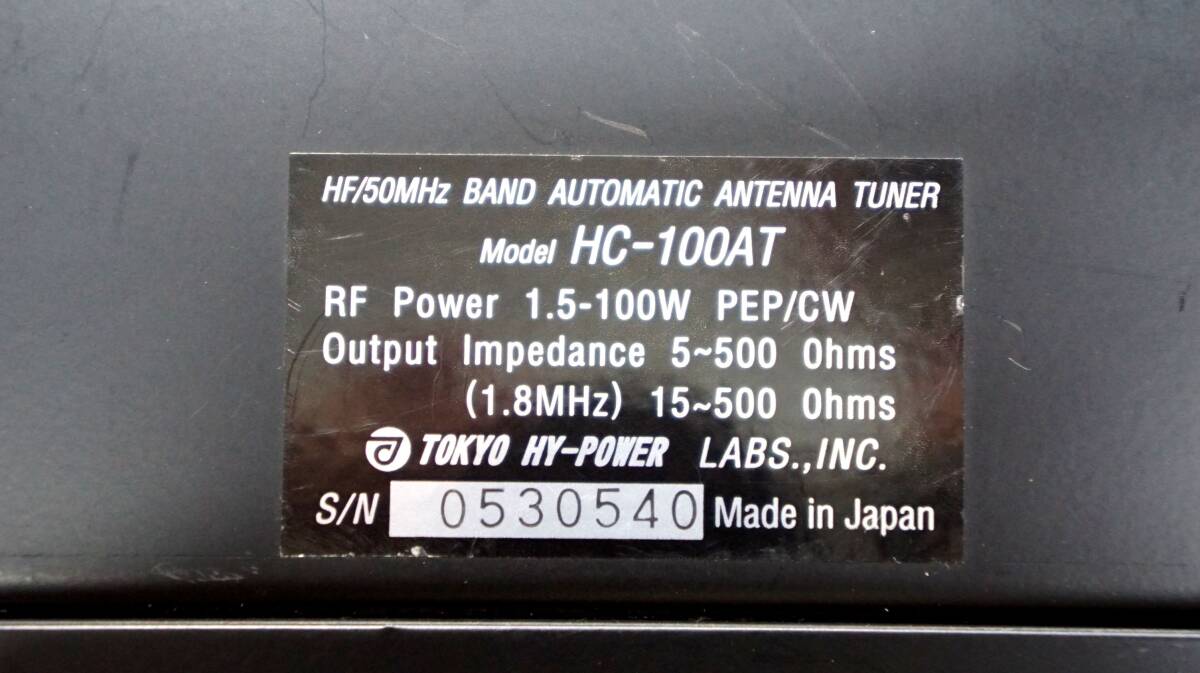 HF/50MHz BAND AUTOMATIC ANTENNA TUNER
Model HC-100AT
RF Power 1.5-100W PEP/CW
Output Impedance 5~500 Ohms
(1.8MHz) 15~500 Ohms
TOKYO HY-POWER LABS.,INC.
S/N 0530540 Made in Japan